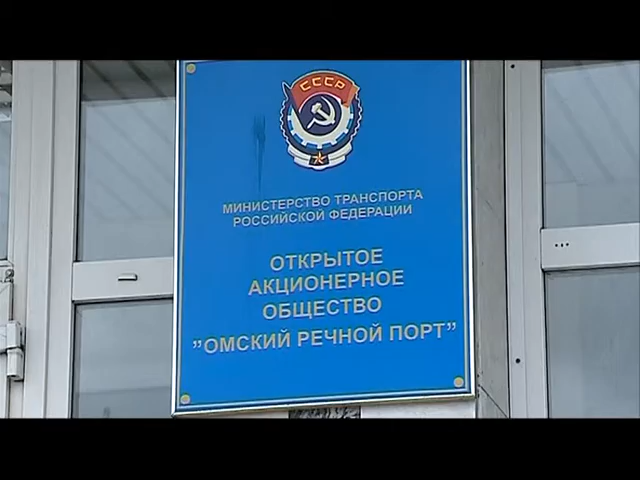 СССР
МИНИСТЕРСТВО ТРАНСПОРТА
РОССИЙСКОЙ ФЕДЕРАЦИИ
ОТКРЫТОЕ
АКЦИОНЕРНОЕ
ОБЩЕСТВО
”ОМСКИЙ РЕЧНОЙ ПОРТ”